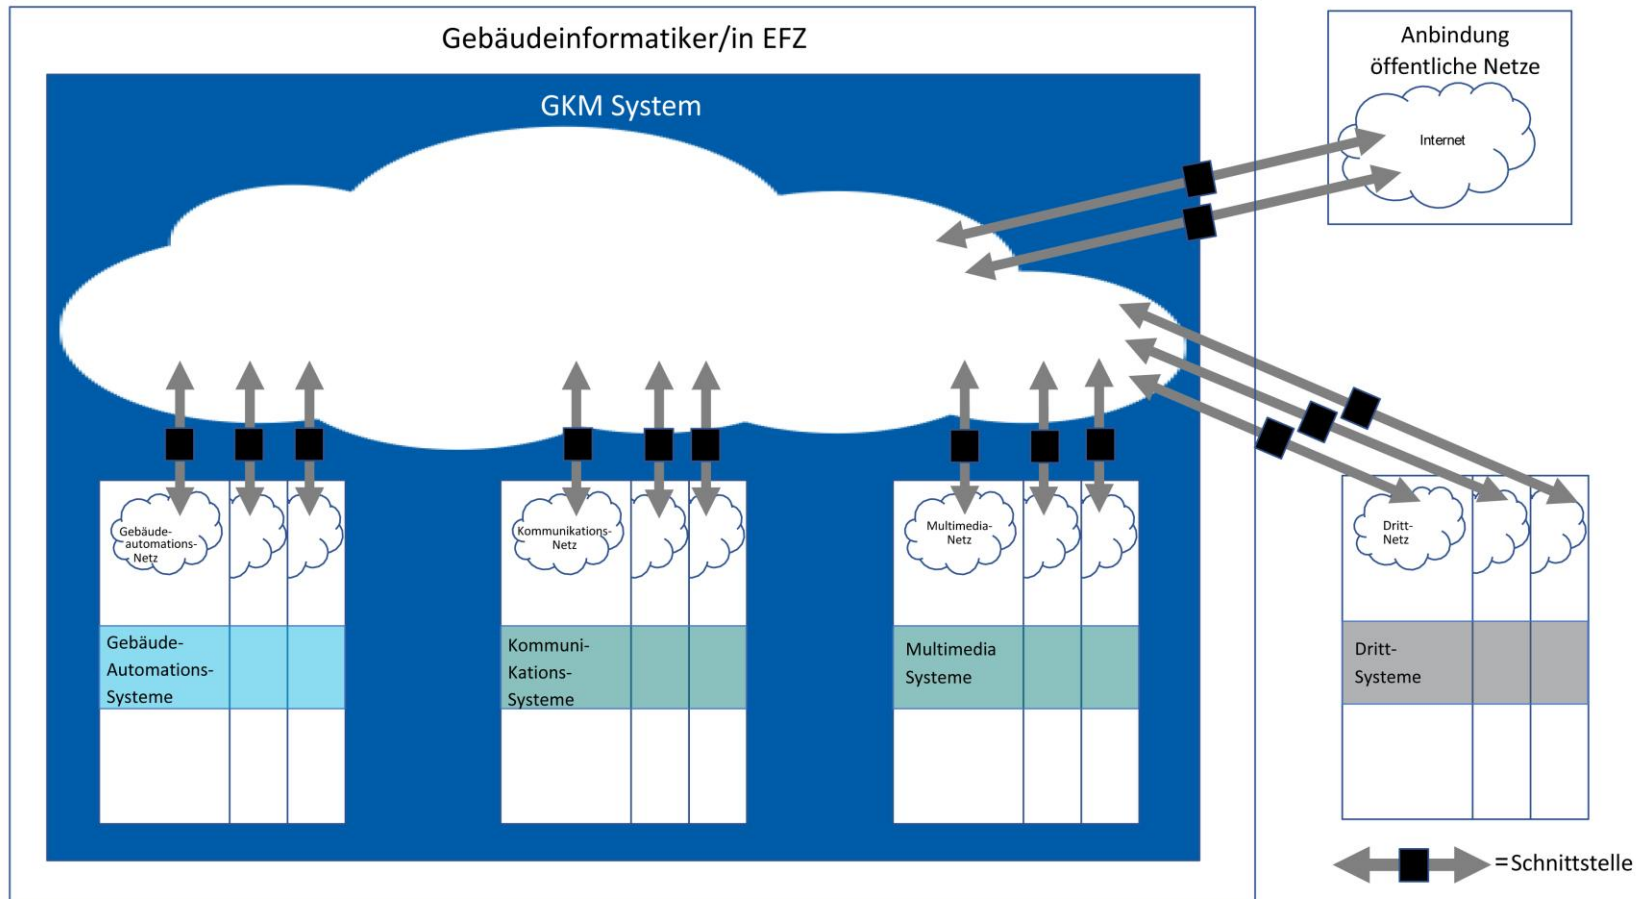 Gebäudeinformatiker/in EFZ
Anbindung
öffentliche Netze
GKM System
Internet
Gebäude-
automations-
Netz
Kommunikations-
Netz
Multimedia-
Netz
Dritt-
Netz
Gebäude-
Automations-
Systeme
Kommuni-
Kations-
Systeme
Multimedia
Systeme
Dritt-
Systeme
=Schnittstelle